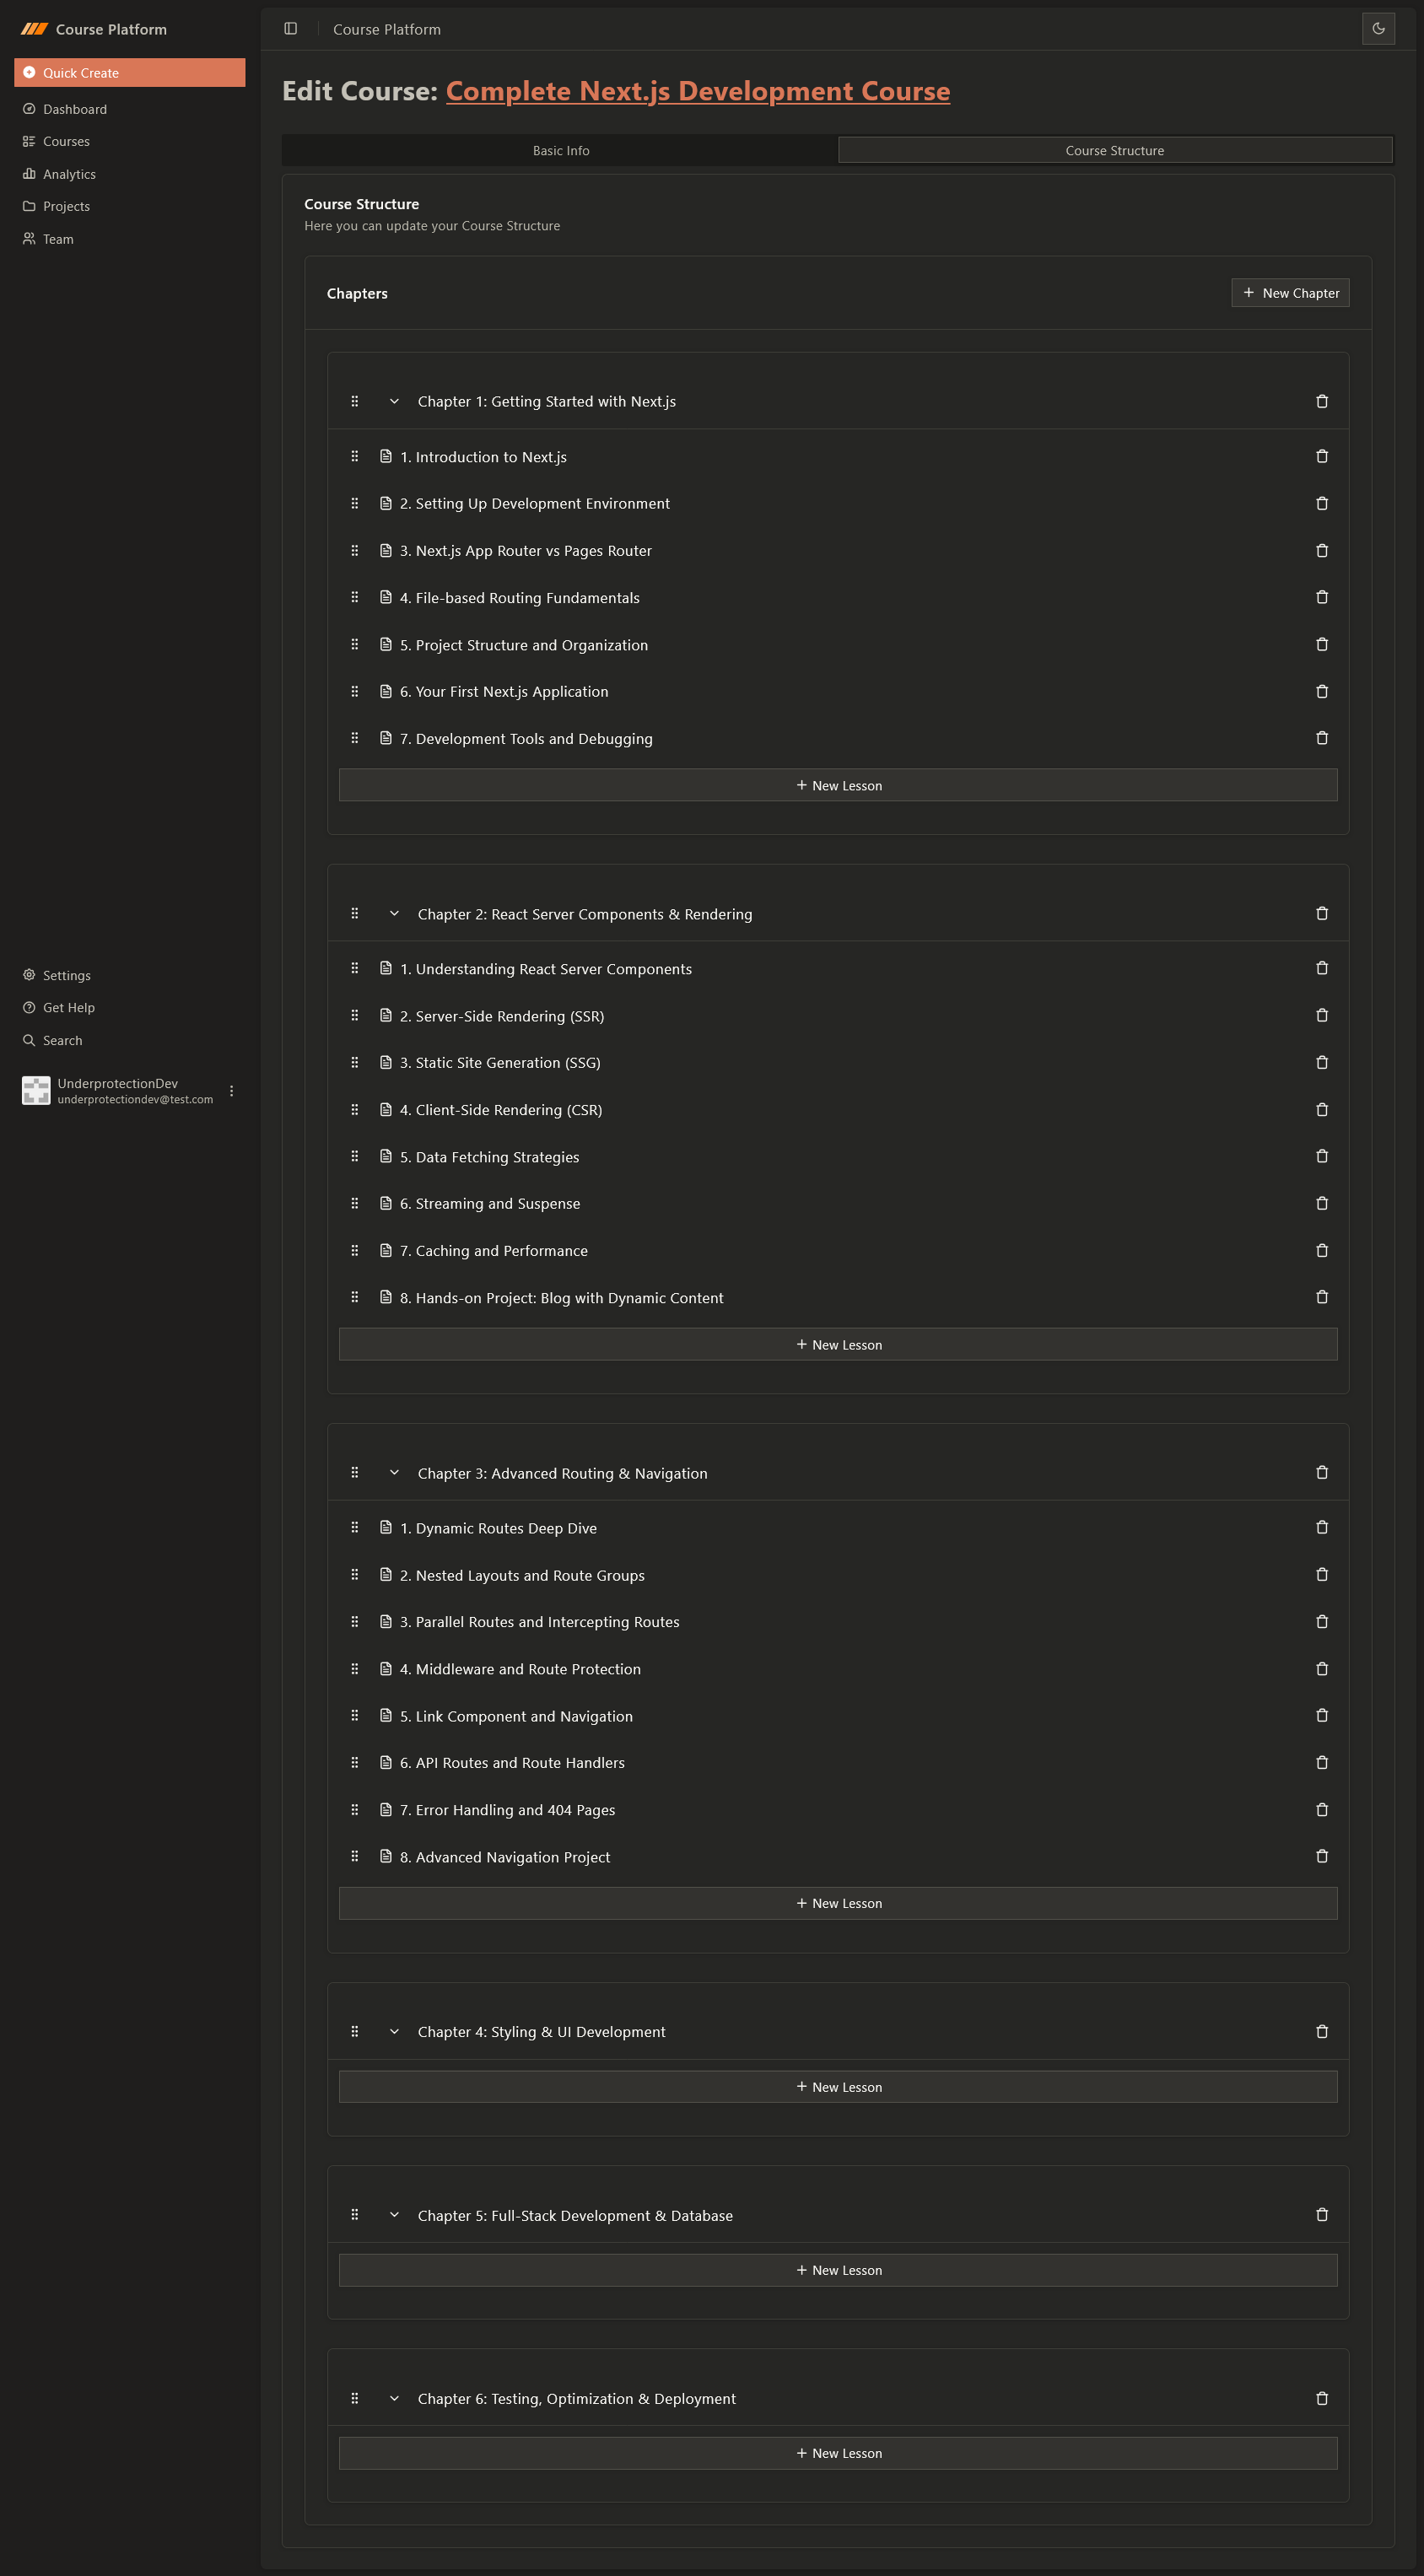 Course Platform
Quick Create
Dashboard
Courses
Analytics
Projects
Team
Settings
Get Help
Search
UnderprotectionDev
underprotectiondev@test.com
Course Platform
Edit Course: Complete Next.js Development Course
Basic Info
Course Structure
Course Structure
Here you can update your Course Structure
Chapters
New Chapter
Chapter 1: Getting Started with Next.js
1. Introduction to Next.js
2. Setting Up Development Environment
3. Next.js App Router vs Pages Router
4. File-based Routing Fundamentals
5. Project Structure and Organization
6. Your First Next.js Application
7. Development Tools and Debugging
New Lesson
Chapter 2: React Server Components & Rendering
1. Understanding React Server Components
2. Server-Side Rendering (SSR)
3. Static Site Generation (SSG)
4. Client-Side Rendering (CSR)
5. Data Fetching Strategies
6. Streaming and Suspense
7. Caching and Performance
8. Hands-on Project: Blog with Dynamic Content
New Lesson
Chapter 3: Advanced Routing & Navigation
1. Dynamic Routes Deep Dive
2. Nested Layouts and Route Groups
3. Parallel Routes and Intercepting Routes
4. Middleware and Route Protection
5. Link Component and Navigation
6. API Routes and Route Handlers
7. Error Handling and 404 Pages
8. Advanced Navigation Project
New Lesson
Chapter 4: Styling & UI Development
New Lesson
Chapter 5: Full-Stack Development & Database
New Lesson
Chapter 6: Testing, Optimization & Deployment
New Lesson